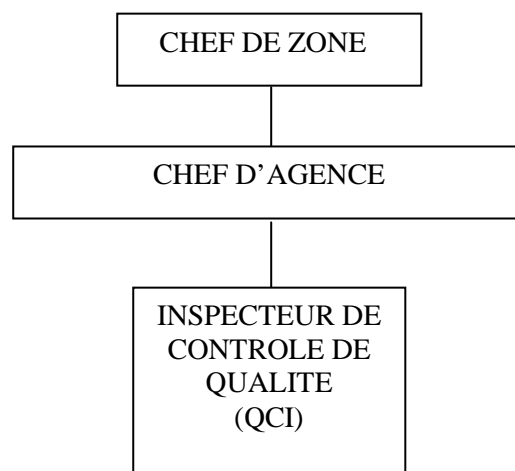 CHEF DE ZONE
CHEF D’AGENCE
INSPECTEUR DE
CONTROLE DE
QUALITE
(QCI)